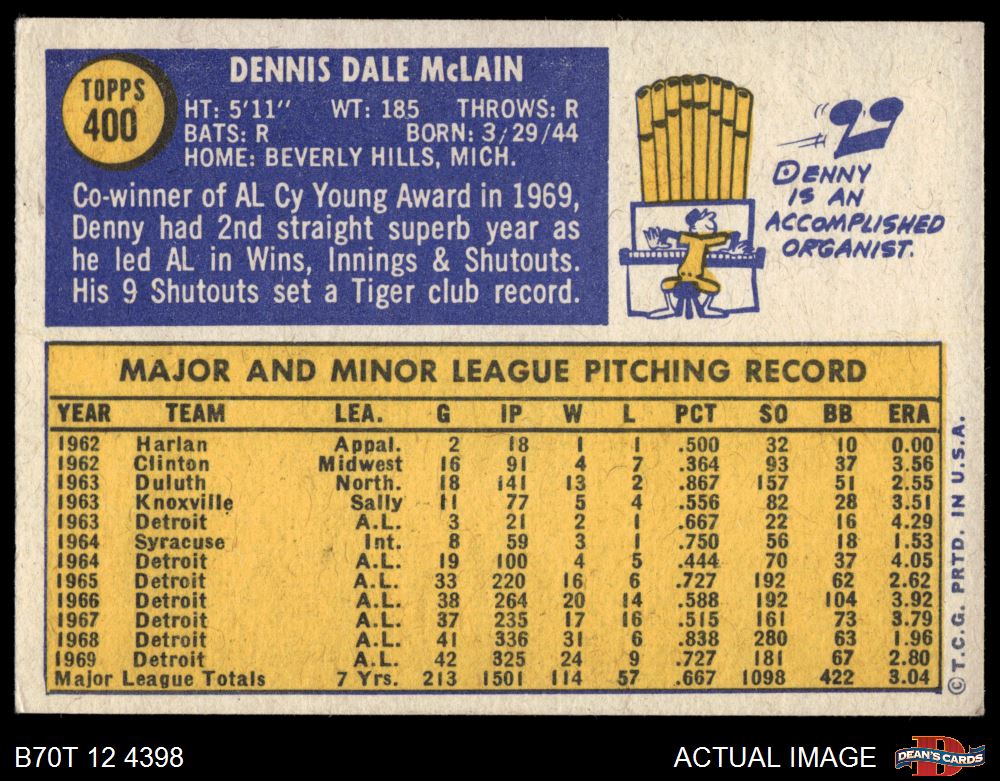 TOPPS
400
DENNIS DALE McLAIN
HT: 5'11" WT: 185 THROWS: R
BATS: R BORN: 3/29/44
HOME: BEVERLY HILLS, MICH.
Co-winner of AL Cy Young Award in 1969,
Denny had 2nd straight superb year as
he led AL in Wins, Innings & Shutouts.
His 9 Shutouts set a Tiger club record.
DENNY
IS AN
ACCOMPLISHED
ORGANIST.
MAJOR AND MINOR LEAGUE PITCHING RECORD
YEAR TEAM LEA. G IP W L PCT SO BB ERA
1962 Harlan Appal. 2 18 1 1 .500 32 10 0.00
1962 Clinton Midwest 16 91 4 7 .364 93 37 3.56
1963 Duluth North. 18 141 13 2 .867 157 51 2.55
1963 Knoxville Sally 11 77 5 4 .556 82 28 3.51
1963 Detroit A.L. 3 21 2 1 .667 22 16 4.29
1964 Syracuse Int. 8 59 3 1 .750 56 18 1.53
1964 Detroit A.L. 19 100 4 5 .444 70 37 4.05
1965 Detroit A.L. 33 220 16 6 .727 192 62 2.62
1966 Detroit A.L. 38 264 20 14 .588 192 104 3.92
1967 Detroit A.L. 37 235 17 16 .515 161 73 3.79
1968 Detroit A.L. 41 336 31 6 .838 280 63 1.96
1969 Detroit A.L. 42 325 24 9 .727 181 67 2.80
Major League Totals 7 Yrs. 213 1501 114 57 .667 1098 422 3.04
© T.C.G. PRTD. IN U.S.A.
B70T 12 4398
ACTUAL IMAGE
DEAN'S CARDS